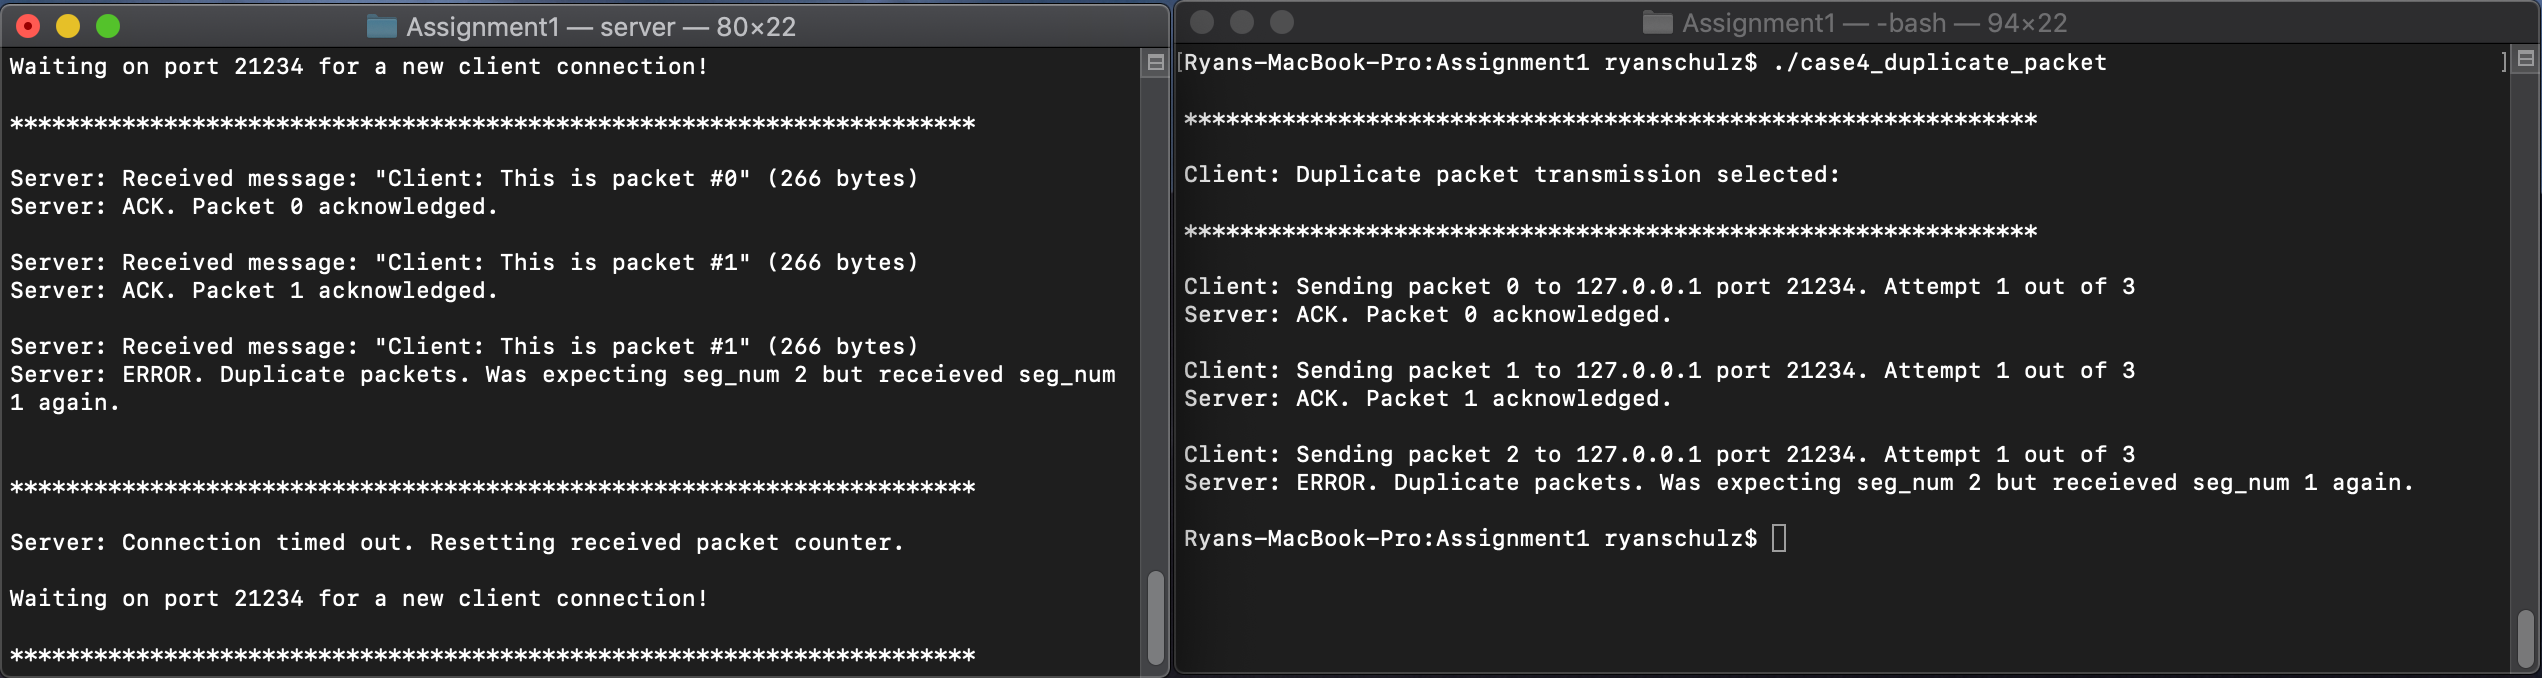 Assignment1 — server — 80×22
Waiting on port 21234 for a new client connection!
*********************************************************************
Server: Received message: "Client: This is packet #0" (266 bytes)
Server: ACK. Packet 0 acknowledged.
Server: Received message: "Client: This is packet #1" (266 bytes)
Server: ACK. Packet 1 acknowledged.
Server: Received message: "Client: This is packet #1" (266 bytes)
Server: ERROR. Duplicate packets. Was expecting seg_num 2 but receieved seg_num
1 again.
*********************************************************************
Server: Connection timed out. Resetting received packet counter.
Waiting on port 21234 for a new client connection!
*********************************************************************
Assignment1 — -bash — 94×22
[Ryans-MacBook-Pro:Assignment1 ryanschulz$ ./case4_duplicate_packet ]
*************************************************************
Client: Duplicate packet transmission selected:
*************************************************************
Client: Sending packet 0 to 127.0.0.1 port 21234. Attempt 1 out of 3
Server: ACK. Packet 0 acknowledged.
Client: Sending packet 1 to 127.0.0.1 port 21234. Attempt 1 out of 3
Server: ACK. Packet 1 acknowledged.
Client: Sending packet 2 to 127.0.0.1 port 21234. Attempt 1 out of 3
Server: ERROR. Duplicate packets. Was expecting seg_num 2 but receieved seg_num 1 again.
Ryans-MacBook-Pro:Assignment1 ryanschulz$